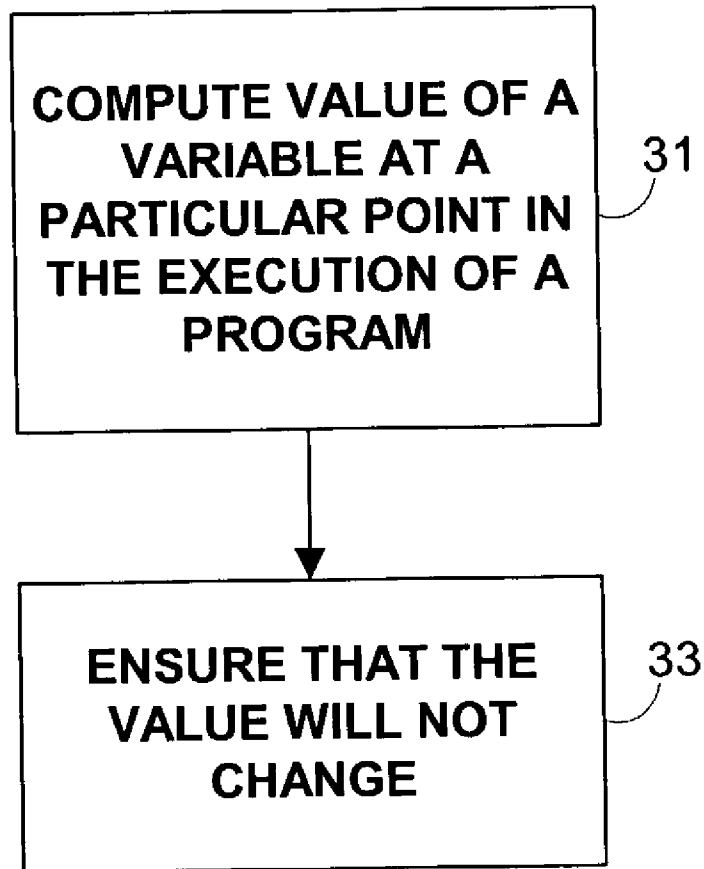 COMPUTE VALUE OF A
VARIABLE AT A
PARTICULAR POINT IN
THE EXECUTION OF A
PROGRAM
31
ENSURE THAT THE
VALUE WILL NOT
CHANGE
33